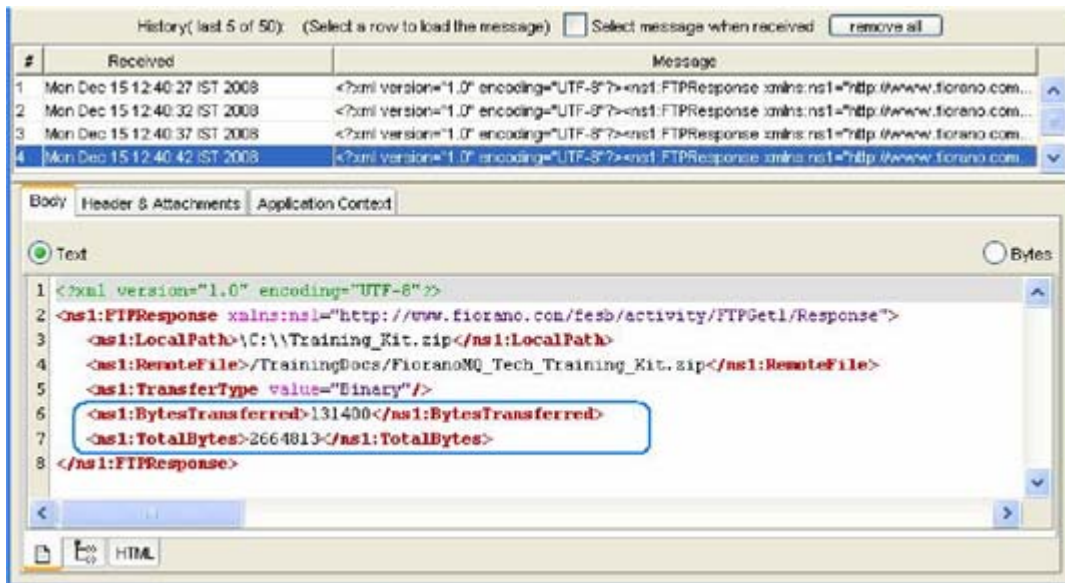 History( last 5 of 50): (Select a row to load the message) Select message when received remove all
# Received Message
1 Mon Dec 15 12:40:27 IST 2008 <?xml version="1.0" encoding="UTF-8"?><ns1:FTPResponse xmlns:ns1="http://www.fiorano.com...
2 Mon Dec 15 12:40:32 IST 2008 <?xml version="1.0" encoding="UTF-8"?><ns1:FTPResponse xmlns:ns1="http://www.fiorano.com...
3 Mon Dec 15 12:40:37 IST 2008 <?xml version="1.0" encoding="UTF-8"?><ns1:FTPResponse xmlns:ns1="http://www.fiorano.com...
4 Mon Dec 15 12:40:42 IST 2008 <?xml version="1.0" encoding="UTF-8"?><ns1:FTPResponse xmlns:ns1="http://www.fiorano.com...
Body Header & Attachments Application Context
Text Bytes
1 <?xml version="1.0" encoding="UTF-8"?>
2 <ns1:FTPResponse xmlns:ns1="http://www.fiorano.com/fesb/activity/FTPGet1/Response">
3 <ns1:LocalPath>\C:\\Training_Kit.zip</ns1:LocalPath>
4 <ns1:RemoteFile>/TrainingDocs/FioranoMQ_Tech_Training_Kit.zip</ns1:RemoteFile>
5 <ns1:TransferType value="Binary"/>
6 <ns1:BytesTransferred>131400</ns1:BytesTransferred>
7 <ns1:TotalBytes>2664813</ns1:TotalBytes>
8 </ns1:FTPResponse>
HTML